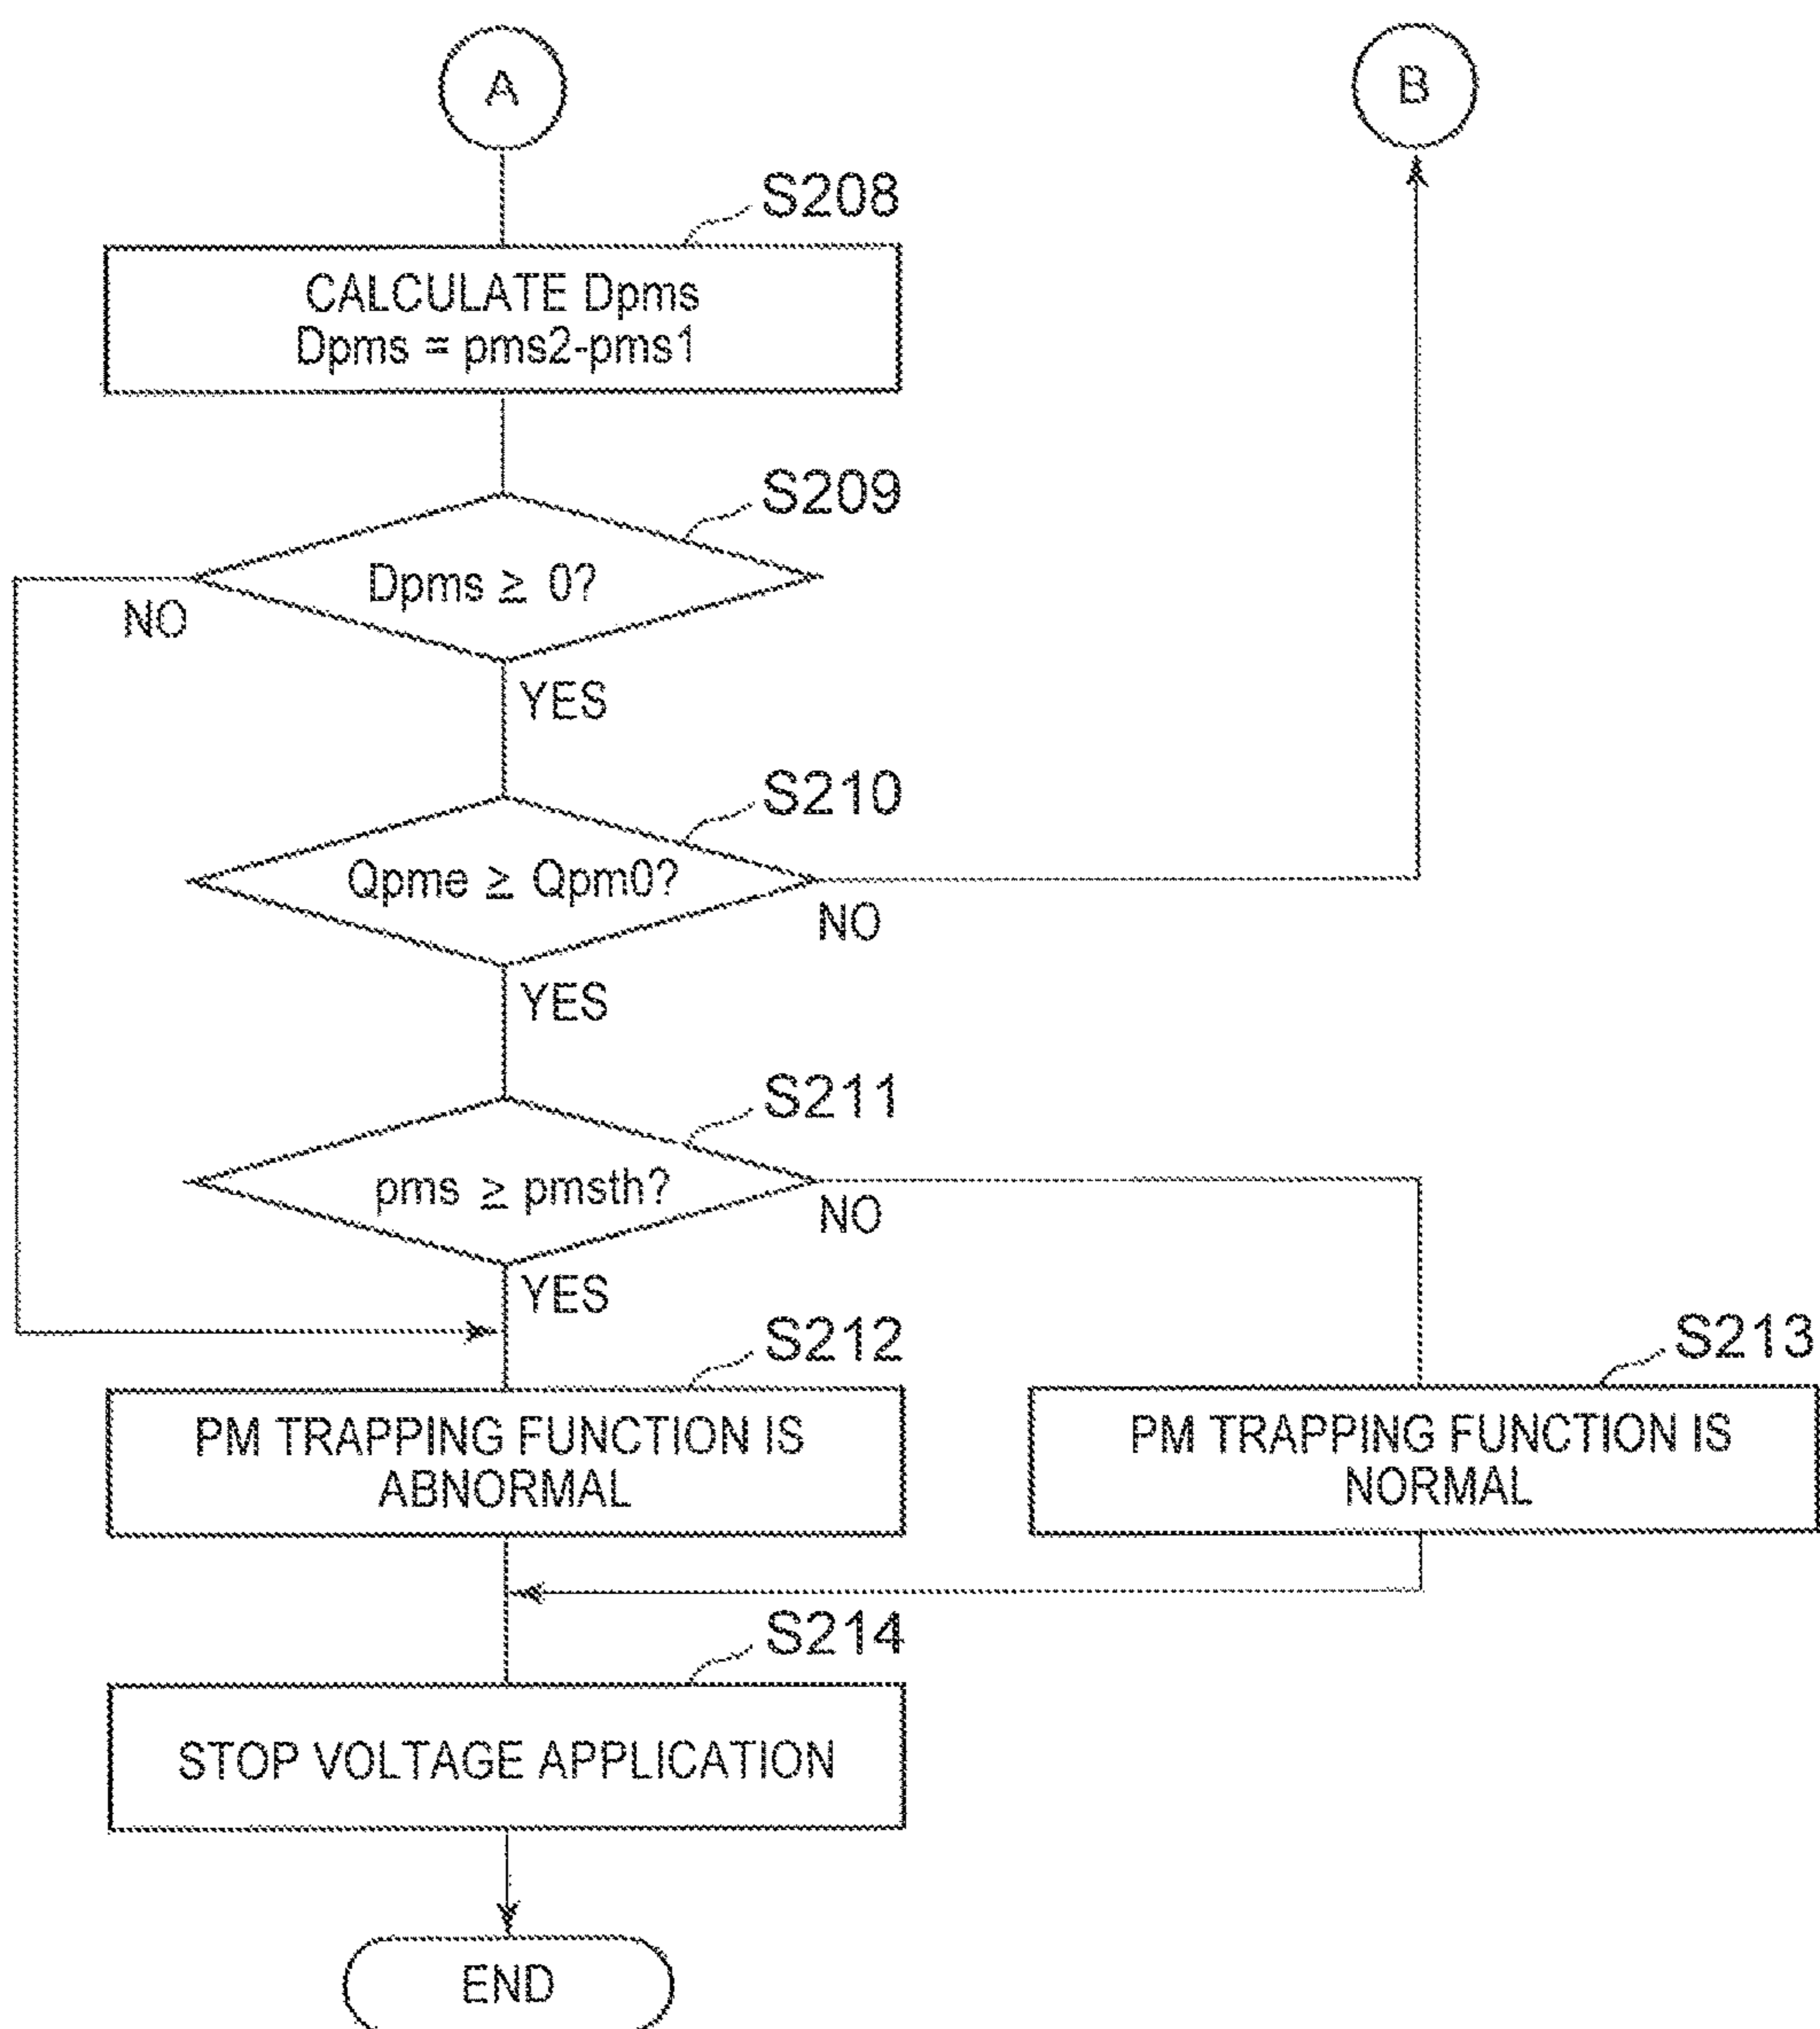 A
B
S208
CALCULATE Dpms
Dpms = pms2-pms1
S209
Dpms ≥ 0?
NO
YES
S210
Qpme ≥ Qpm0?
NO
YES
S211
pms ≥ pmsth?
NO
YES
S212
S213
PM TRAPPING FUNCTION IS
ABNORMAL
PM TRAPPING FUNCTION IS
NORMAL
S214
STOP VOLTAGE APPLICATION
END